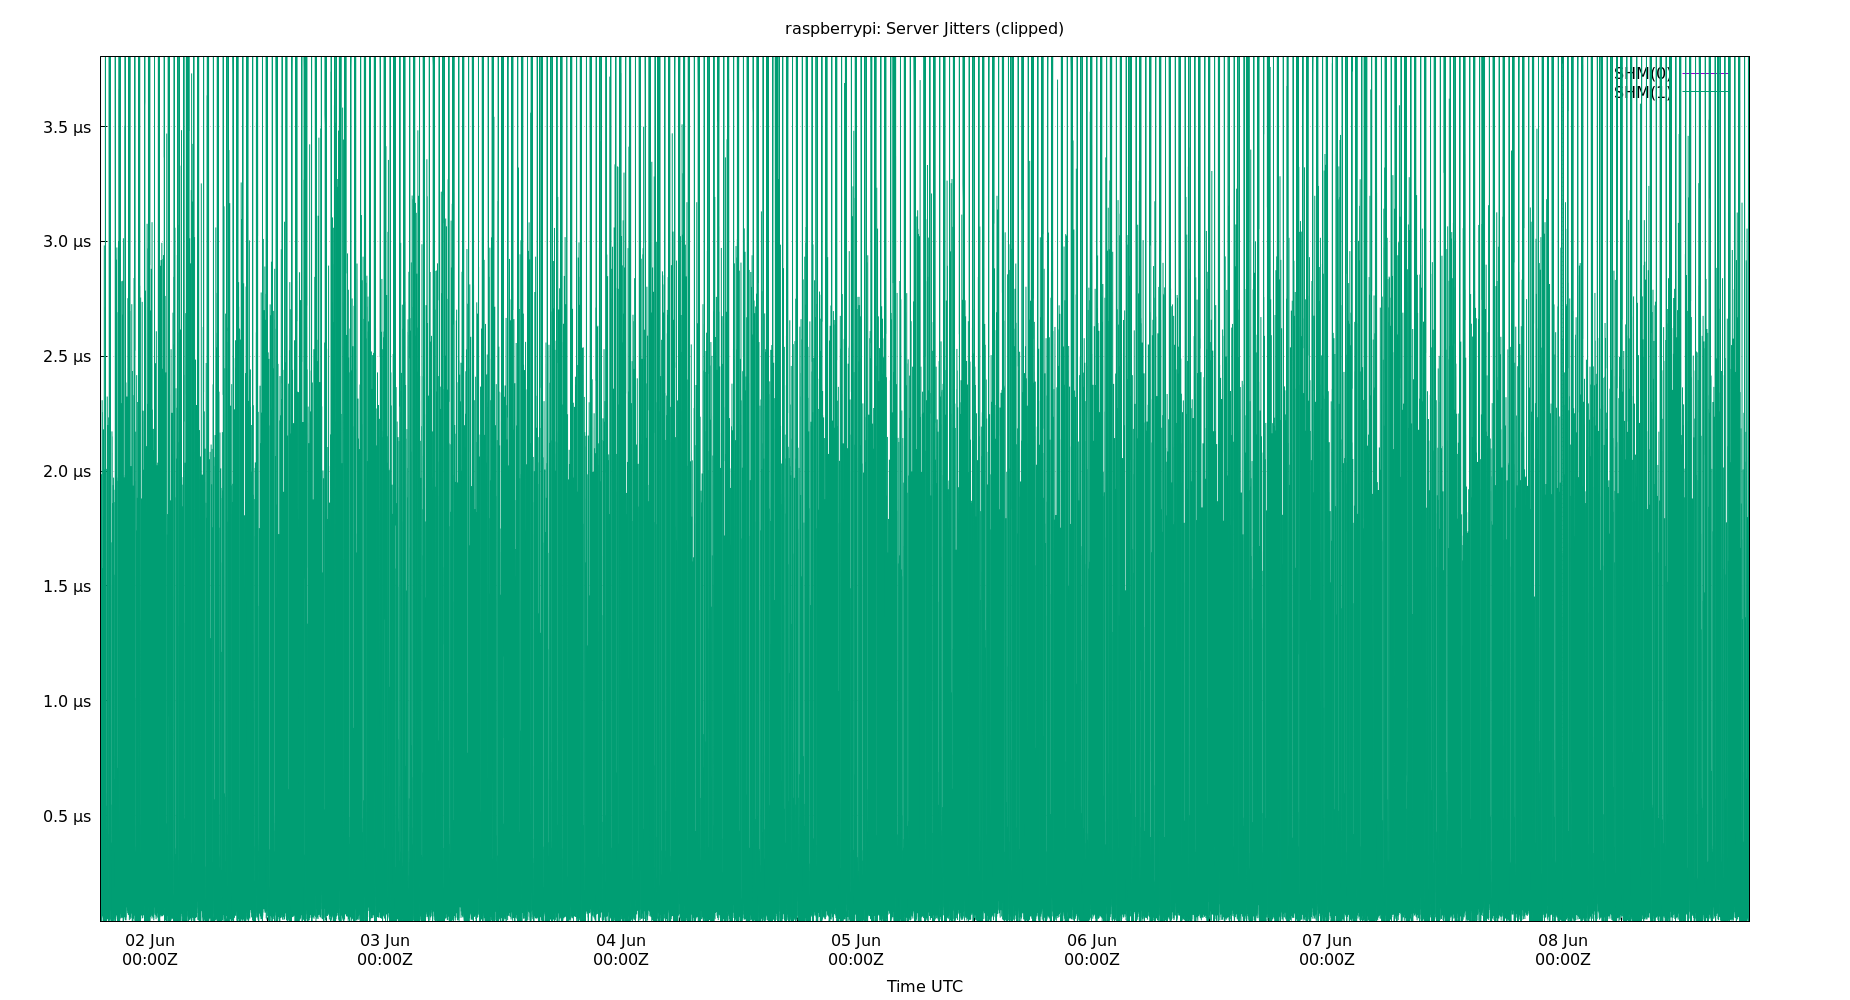 raspberrypi: Server Jitters (clipped)
SHM(0)
SHM(1)
3.5 µs
3.0 µs
2.5 µs
2.0 µs
1.5 µs
1.0 µs
0.5 µs
02 Jun 03 Jun 04 Jun 05 Jun 06 Jun 07 Jun 08 Jun
00:00Z 00:00Z 00:00Z 00:00Z 00:00Z 00:00Z 00:00Z
Time UTC